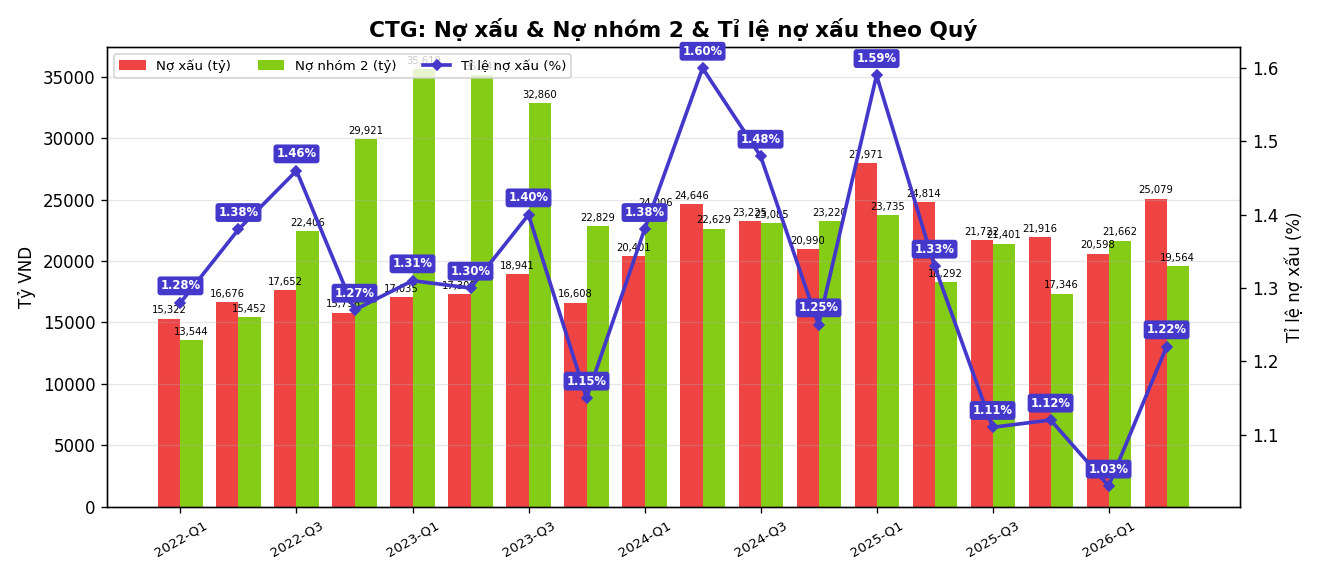 CTG: Nợ xấu & Nợ nhóm 2 & Tỉ lệ nợ xấu theo Quý
Nợ xấu (tỷ) Nợ nhóm 2 (tỷ) Tỉ lệ nợ xấu (%)
Tỷ VND
35000
30000
25000
20000
15000
10000
5000
0
Tỉ lệ nợ xấu (%)
1.6
1.5
1.4
1.3
1.2
1.1
1.28% 1.38% 1.46% 1.27% 1.31% 1.30% 1.40% 1.15% 1.38% 1.60% 1.48% 1.25% 1.59% 1.33% 1.11% 1.12% 1.03% 1.22%
15,322 16,676 17,652 17,035 18,941 16,608 20,401 24,646 23,225 20,990 27,971 24,814 21,916 20,598 25,079
13,544 15,452 22,406 29,921 32,860 22,829 24,006 22,629 23,085 23,220 23,735 18,292 21,401 17,346 21,662 19,564
2022-Q1 2022-Q3 2023-Q1 2023-Q3 2024-Q1 2024-Q3 2025-Q1 2025-Q3 2026-Q1